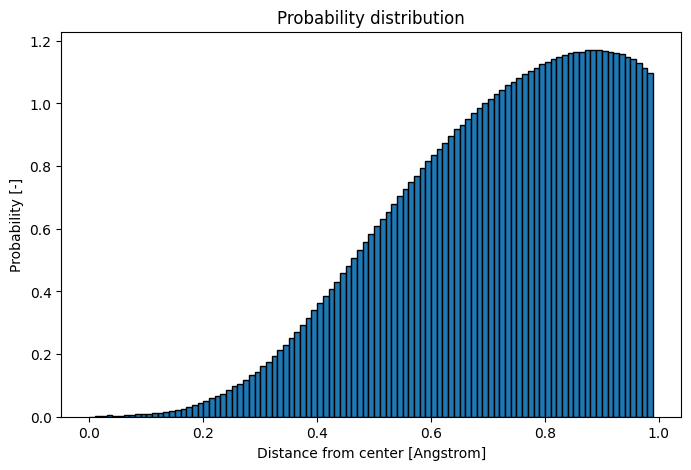 Probability distribution
1.2
1.0
0.8
0.6
0.4
0.2
0.0
Probability [-]
0.0 0.2 0.4 0.6 0.8 1.0
Distance from center [Angstrom]